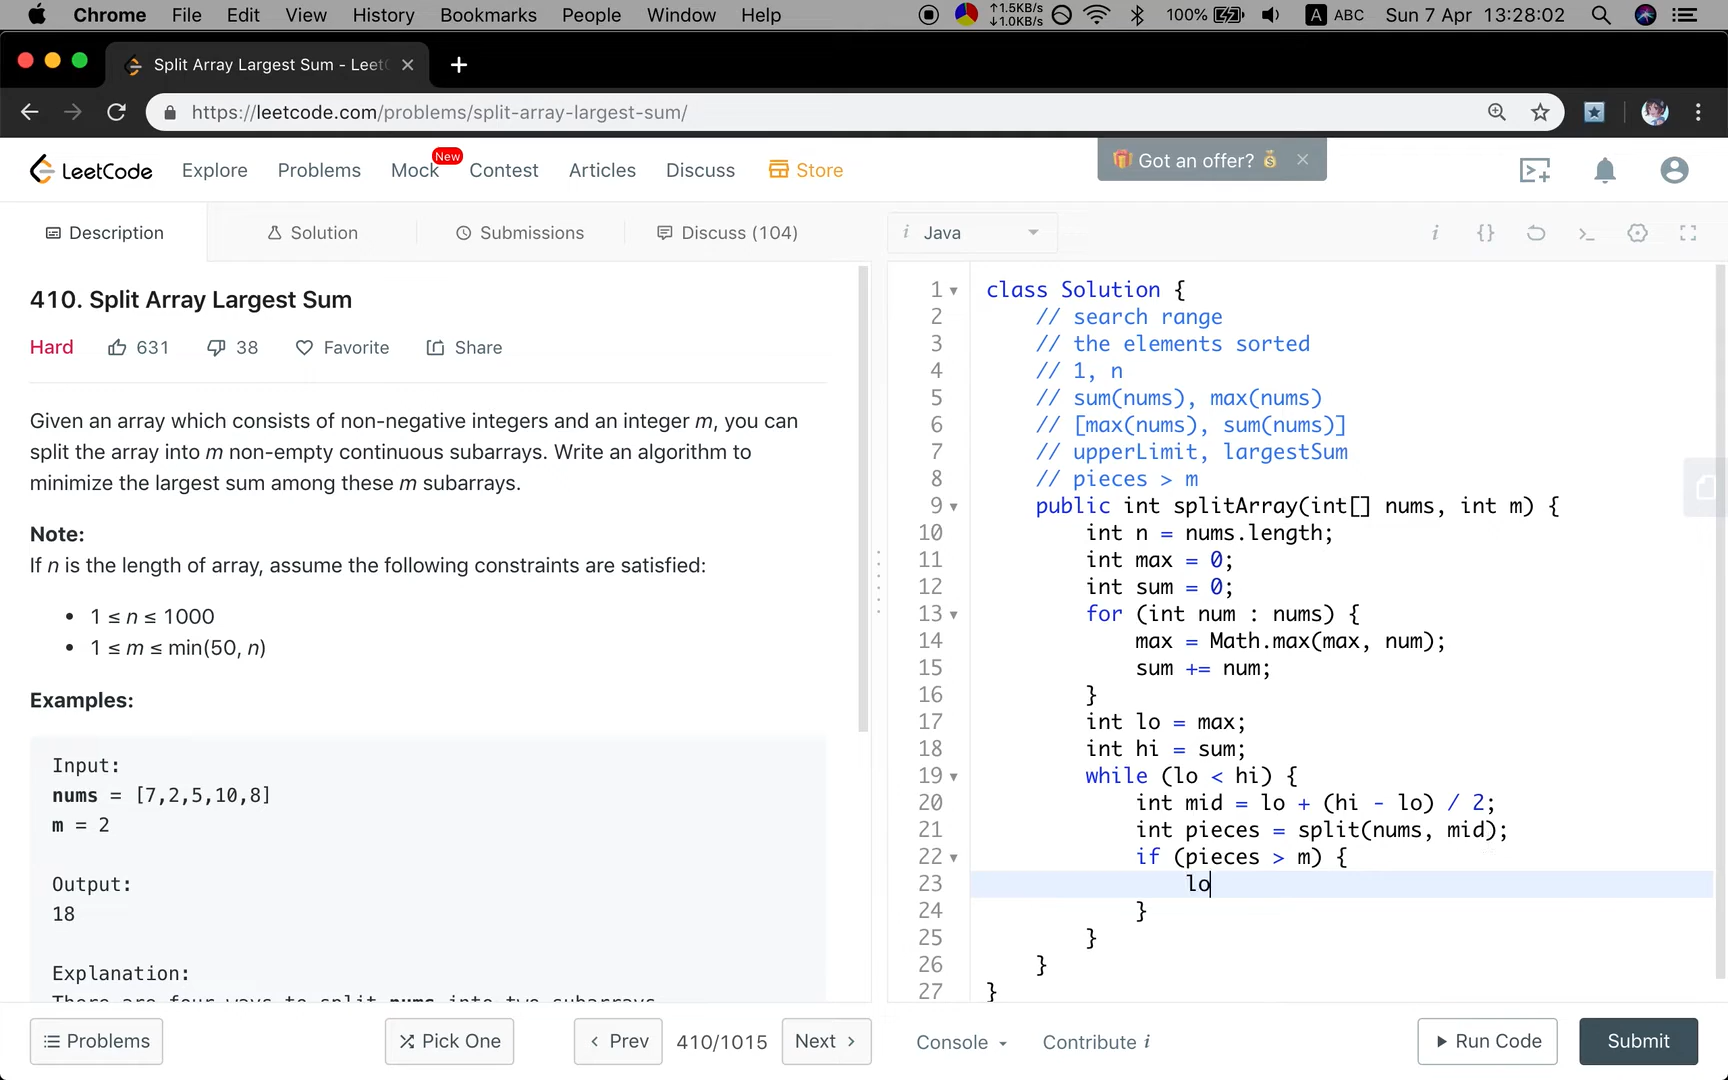 Chrome File Edit View History Bookmarks People Window Help ↑1.5KB/s ↓1.0KB/s 100% A ABC Sun 7 Apr 13:28:02
Split Array Largest Sum - LeetC
https://leetcode.com/problems/split-array-largest-sum/
LeetCode Explore Problems Mock New Contest Articles Discuss Store Got an offer?
Description Solution Submissions Discuss (104)
410. Split Array Largest Sum
Hard 631 38 Favorite Share
Given an array which consists of non-negative integers and an integer m, you can
split the array into m non-empty continuous subarrays. Write an algorithm to
minimize the largest sum among these m subarrays.
Note:
If n is the length of array, assume the following constraints are satisfied:
• 1 ≤ n ≤ 1000
• 1 ≤ m ≤ min(50, n)
Examples:
Input:
nums = [7,2,5,10,8]
m = 2
Output:
18
Explanation:
There are four ways to split nums into two subarrays.
Problems Pick One Prev 410/1015 Next
i Java i {}
1 class Solution {
2 // search range
3 // the elements sorted
4 // 1, n
5 // sum(nums), max(nums)
6 // [max(nums), sum(nums)]
7 // upperLimit, largestSum
8 // pieces > m
9 public int splitArray(int[] nums, int m) {
10 int n = nums.length;
11 int max = 0;
12 int sum = 0;
13 for (int num : nums) {
14 max = Math.max(max, num);
15 sum += num;
16 }
17 int lo = max;
18 int hi = sum;
19 while (lo < hi) {
20 int mid = lo + (hi - lo) / 2;
21 int pieces = split(nums, mid);
22 if (pieces > m) {
23 lo
24 }
25 }
26 }
27 }
Console Contribute i Run Code Submit